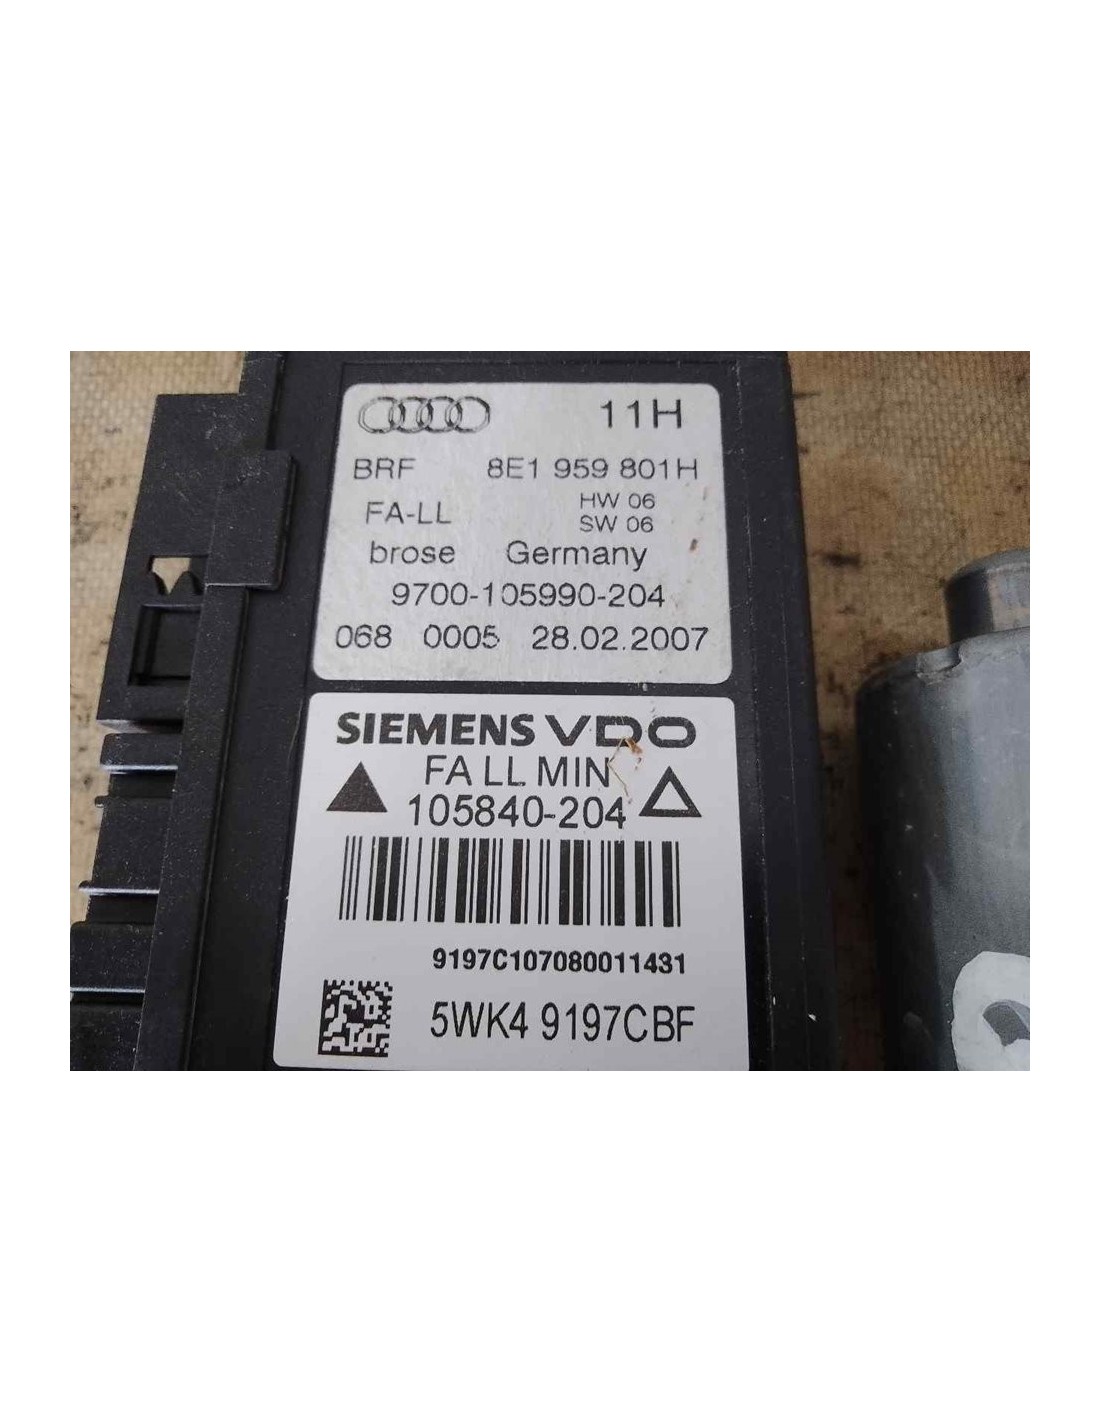 11H
BRF 8E1 959 801H
FA-LL HW 06
SW 06
brose Germany
9700-105990-204
068 0005 28.02.2007
SIEMENS VDO
FA LL MIN
105840-204
9197C107080011431
5WK4 9197CBF